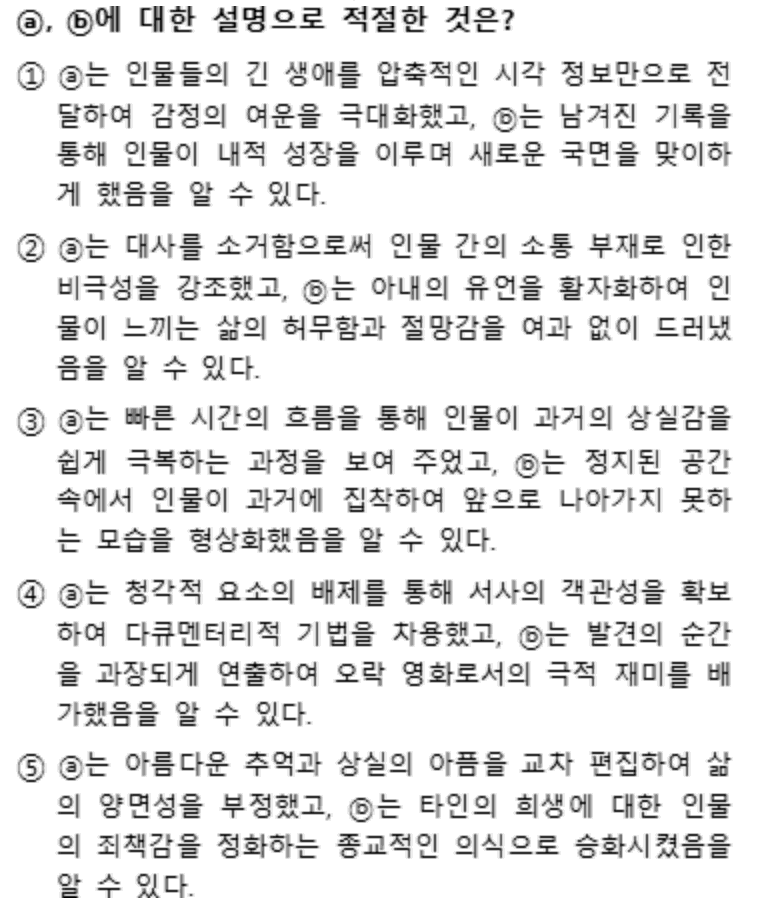 ⓐ, ⓑ에 대한 설명으로 적절한 것은?
① ⓐ는 인물들의 긴 생애를 압축적인 시각 정보만으로 전
달하여 감정의 여운을 극대화했고, ⓑ는 남겨진 기록을
통해 인물이 내적 성장을 이루며 새로운 국면을 맞이하
게 했음을 알 수 있다.
② ⓐ는 대사를 소거함으로써 인물 간의 소통 부재로 인한
비극성을 강조했고, ⓑ는 아내의 유언을 활자화하여 인
물이 느끼는 삶의 허무함과 절망감을 여과 없이 드러냈
음을 알 수 있다.
③ ⓐ는 빠른 시간의 흐름을 통해 인물이 과거의 상실감을
쉽게 극복하는 과정을 보여 주었고, ⓑ는 정지된 공간
속에서 인물이 과거에 집착하여 앞으로 나아가지 못하
는 모습을 형상화했음을 알 수 있다.
④ ⓐ는 청각적 요소의 배제를 통해 서사의 객관성을 확보
하여 다큐멘터리적 기법을 차용했고, ⓑ는 발견의 순간
을 과장되게 연출하여 오락 영화로서의 극적 재미를 배
가했음을 알 수 있다.
⑤ ⓐ는 아름다운 추억과 상실의 아픔을 교차 편집하여 삶
의 양면성을 부정했고, ⓑ는 타인의 희생에 대한 인물
의 죄책감을 정화하는 종교적인 의식으로 승화시켰음을
알 수 있다.